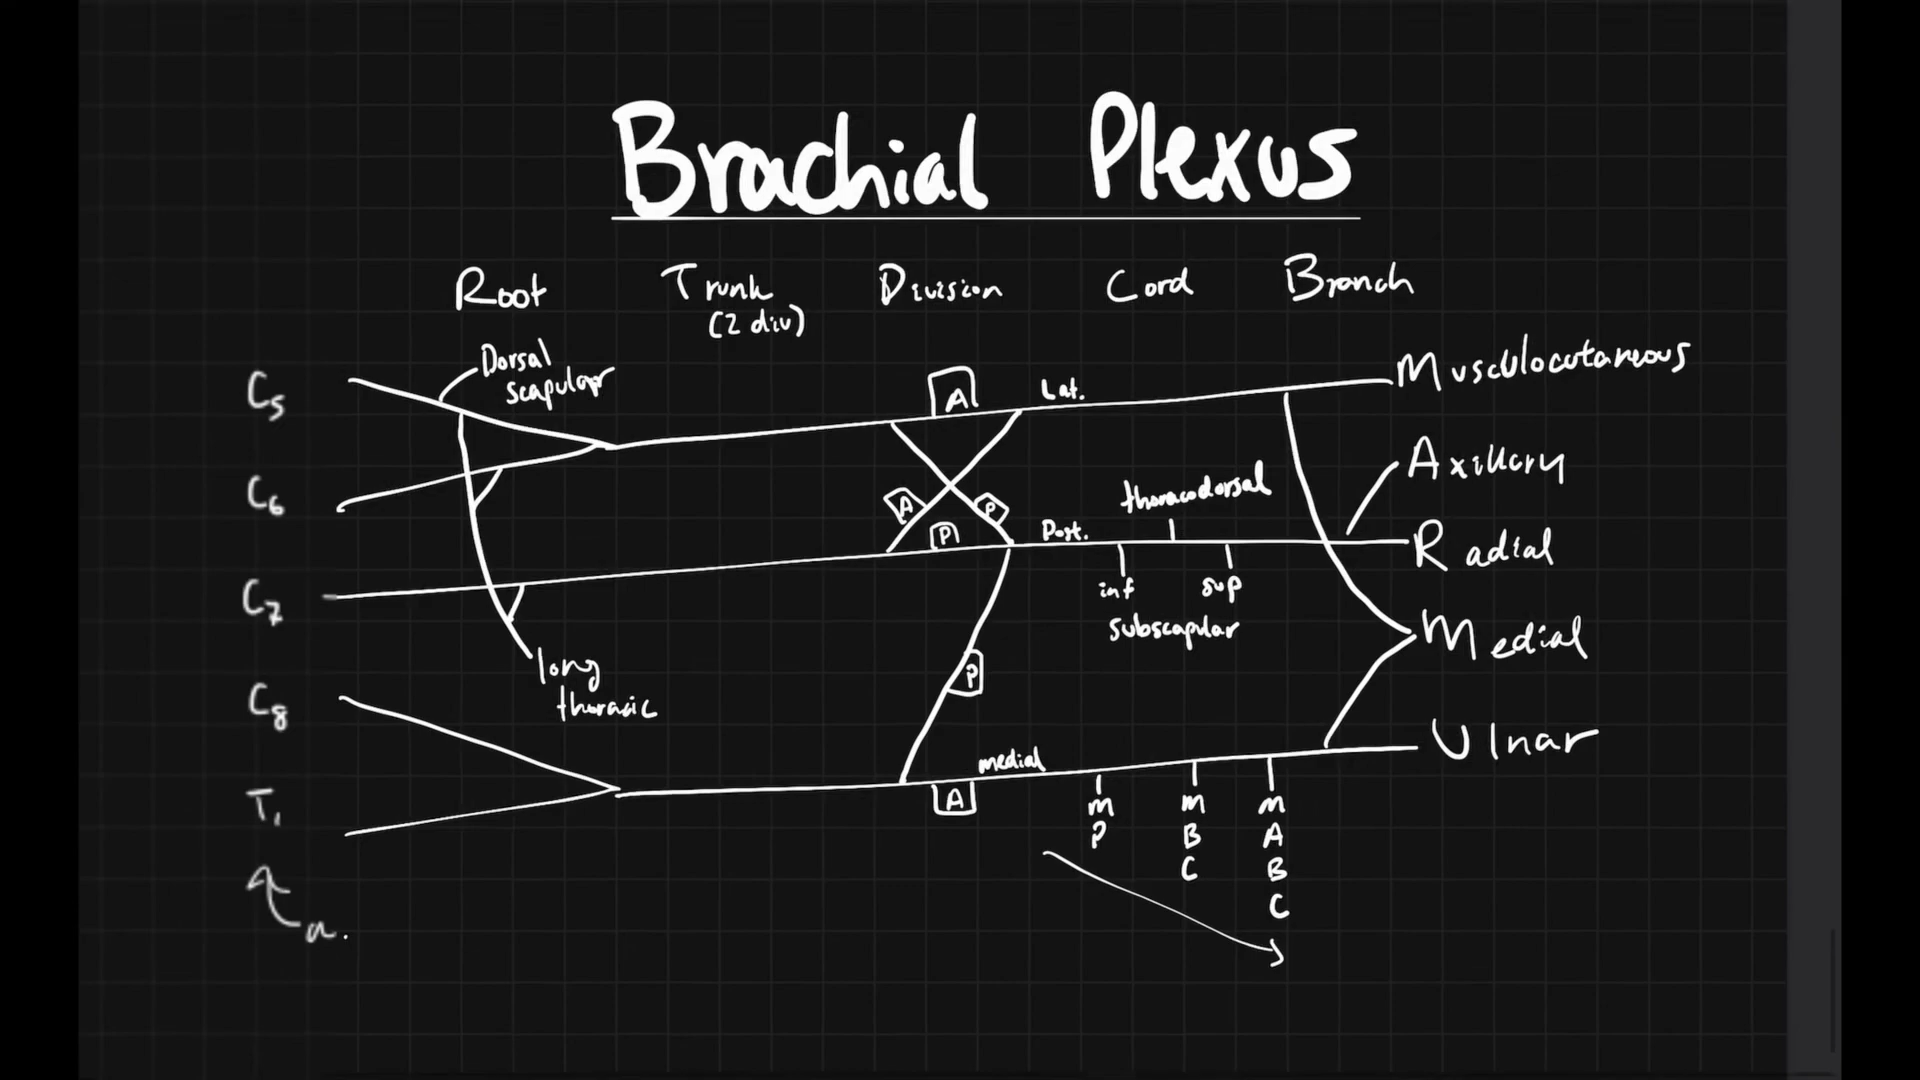 Brachial Plexus
Root Trunk Division Cord Branch
(2 div)
Dorsal
scapular
C5
C6
C7
C8
T1
a.
long
thoracic
A
A
P
P
P
A
Lat.
Post.
medial
thoracodorsal
inf sup
subscapular
m
P
m
B
C
m
A
B
C
Musculocutaneous
Axillary
Radial
Medial
Ulnar